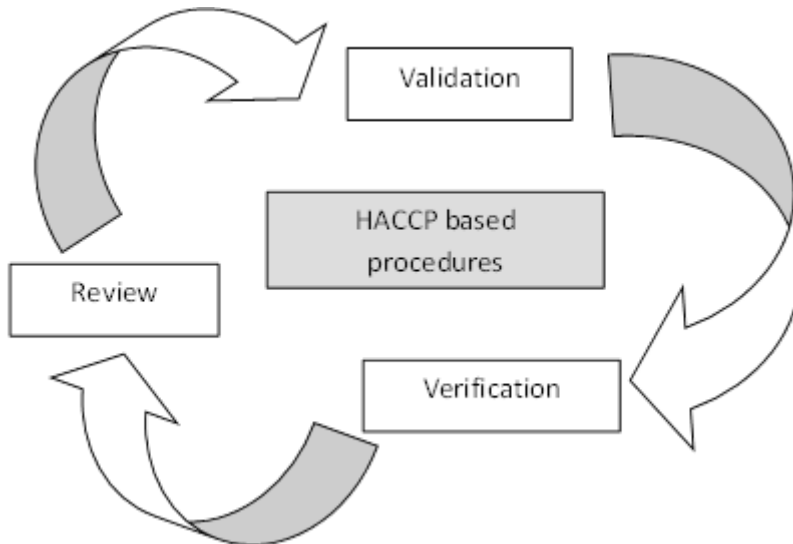 Validation
HACCP based
procedures
Review
Verification